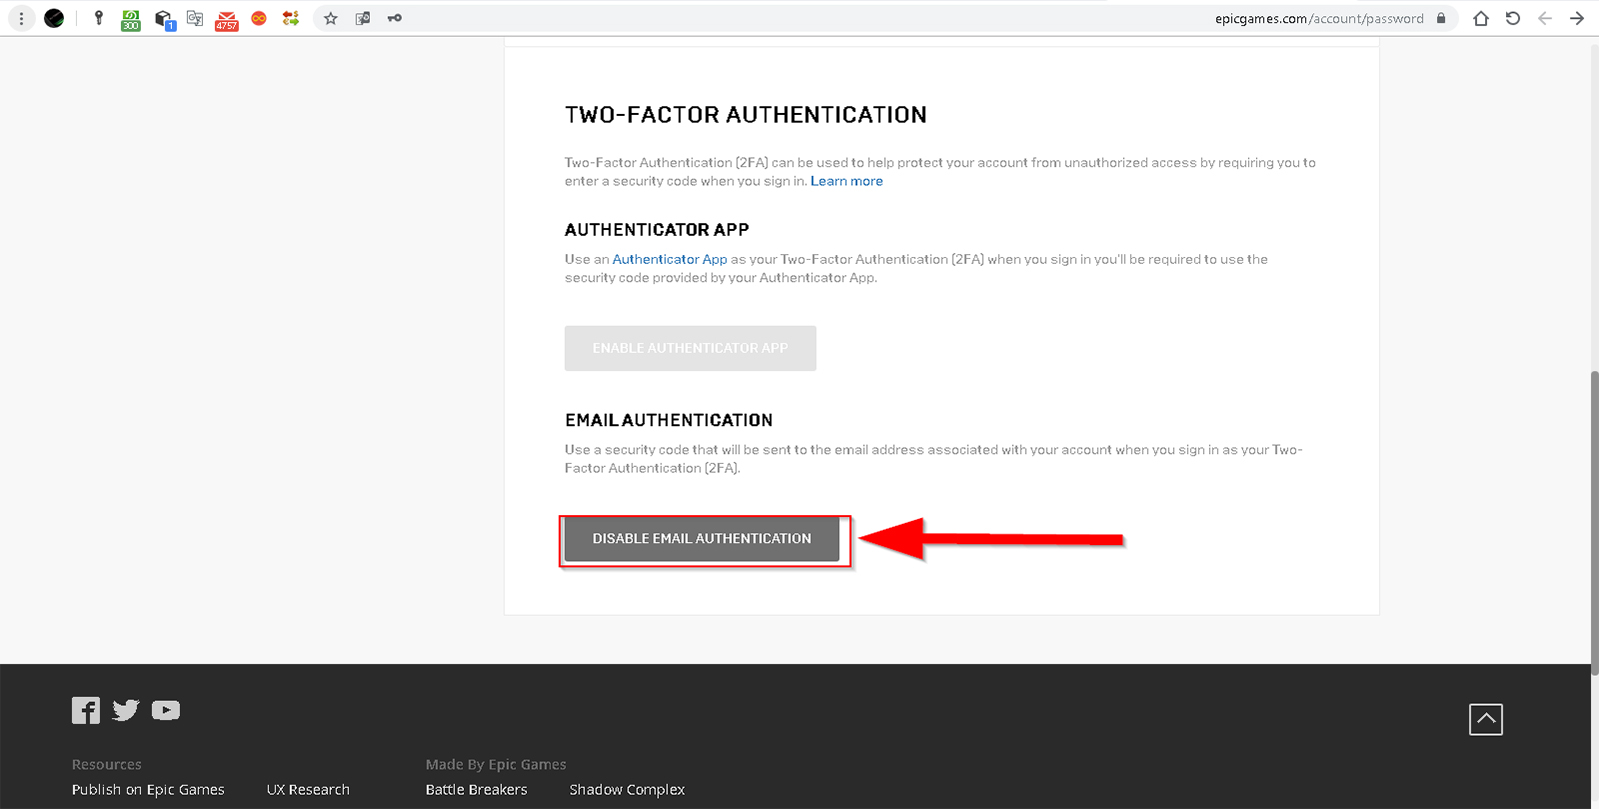 300
1
4757
epicgames.com/account/password
TWO-FACTOR AUTHENTICATION
Two-Factor Authentication (2FA) can be used to help protect your account from unauthorized access by requiring you to
enter a security code when you sign in. Learn more
AUTHENTICATOR APP
Use an Authenticator App as your Two-Factor Authentication (2FA) when you sign in you'll be required to use the
security code provided by your Authenticator App.
ENABLE AUTHENTICATOR APP
EMAIL AUTHENTICATION
Use a security code that will be sent to the email address associated with your account when you sign in as your Two-
Factor Authentication (2FA).
DISABLE EMAIL AUTHENTICATION
Resources
Made By Epic Games
Publish on Epic Games
UX Research
Battle Breakers
Shadow Complex